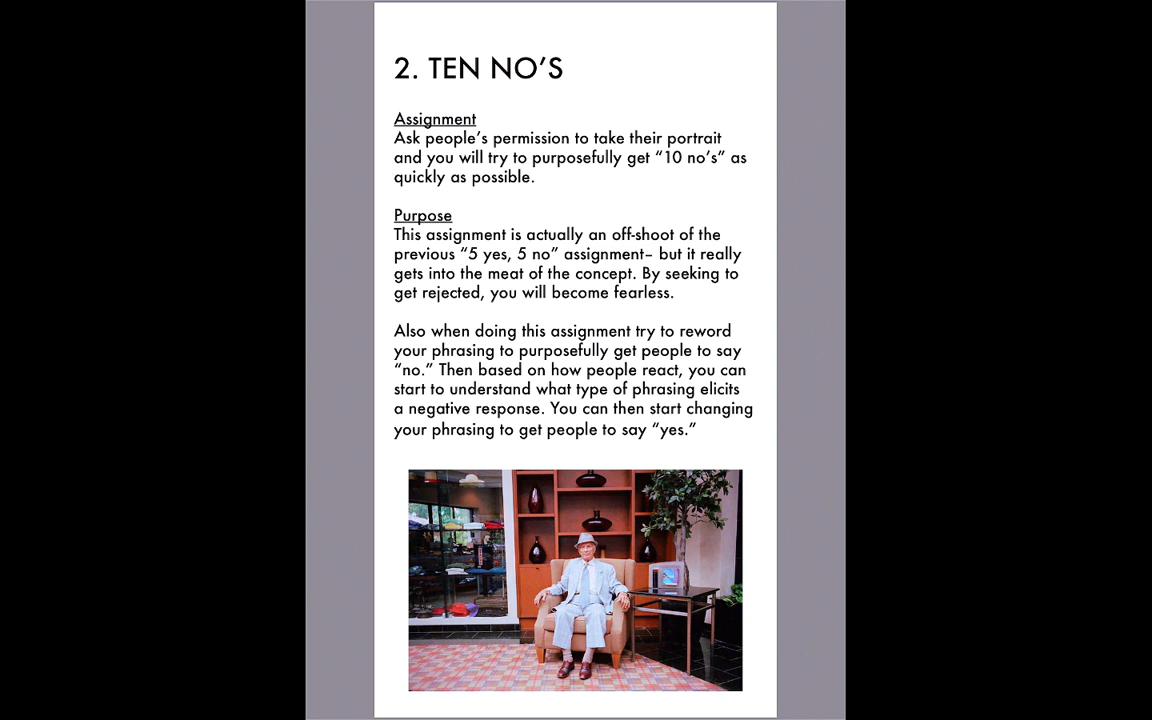 2. TEN NO’S
Assignment
Ask people’s permission to take their portrait
and you will try to purposefully get “10 no’s” as
quickly as possible.
Purpose
This assignment is actually an off-shoot of the
previous “5 yes, 5 no” assignment– but it really
gets into the meat of the concept. By seeking to
get rejected, you will become fearless.
Also when doing this assignment try to reword
your phrasing to purposefully get people to say
“no.” Then based on how people react, you can
start to understand what type of phrasing elicits
a negative response. You can then start changing
your phrasing to get people to say “yes.”